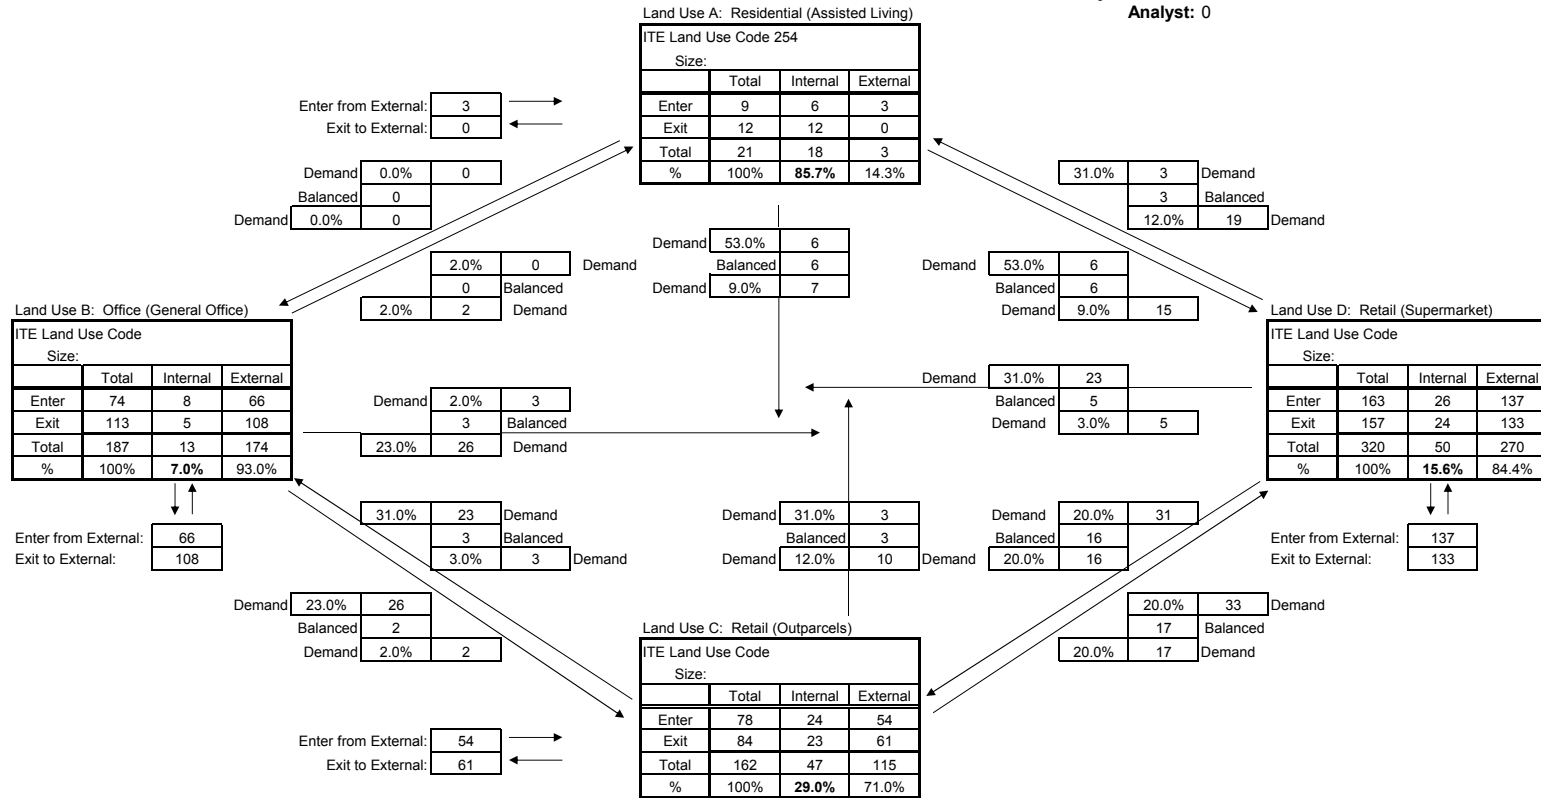 Land Use A: Residential (Assisted Living)
Analyst: 0
ITE Land Use Code 254
Size:
Total Internal External
Enter from External: 3
Enter 9 6 3
Exit to External: 0
Exit 12 12 0
Total 21 18 3
% 100% 85.7% 14.3%
Demand 0.0% 0
Balanced 0
Demand 0.0% 0
31.0% 3 Demand
3 Balanced
12.0% 19 Demand
Demand 53.0% 6
Balanced 6
Demand 9.0% 7
2.0% 0 Demand
0 Balanced
2.0% 2 Demand
Demand 53.0% 6
Balanced 6
Demand 9.0% 15
Land Use B: Office (General Office)
ITE Land Use Code
Size:
Total Internal External
Enter 74 8 66
Exit 113 5 108
Total 187 13 174
% 100% 7.0% 93.0%
Land Use D: Retail (Supermarket)
ITE Land Use Code
Size:
Total Internal External
Enter 163 26 137
Exit 157 24 133
Total 320 50 270
% 100% 15.6% 84.4%
Demand 2.0% 3
3 Balanced
23.0% 26 Demand
Demand 31.0% 23
Balanced 5
Demand 3.0% 5
Enter from External: 66
Exit to External: 108
31.0% 23 Demand
3 Balanced
3.0% 3 Demand
Demand 31.0% 3
Balanced 3
Demand 12.0% 10
Demand 20.0% 31
Balanced 16
Demand 20.0% 16
Enter from External: 137
Exit to External: 133
Demand 23.0% 26
Balanced 2
Demand 2.0% 2
20.0% 33 Demand
17 Balanced
20.0% 17 Demand
Land Use C: Retail (Outparcels)
ITE Land Use Code
Size:
Total Internal External
Enter 78 24 54
Exit 84 23 61
Total 162 47 115
% 100% 29.0% 71.0%
Enter from External: 54
Exit to External: 61